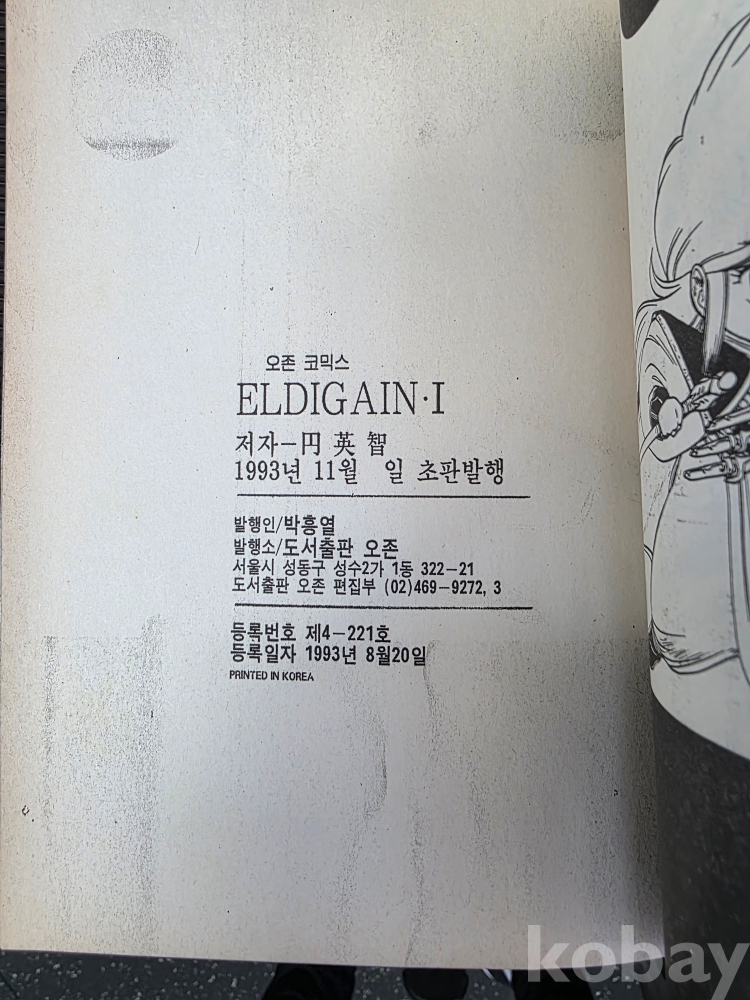 오존 코믹스
ELDIGAIN·I
저자-円 英 智
1993년 11월 일 초판발행
발행인/박흥열
발행소/도서출판 오존
서울시 성동구 성수2가 1동 322-21
도서출판 오존 편집부 (02)469-9272, 3
등록번호 제4-221호
등록일자 1993년 8월20일
PRINTED IN KOREA
kobay